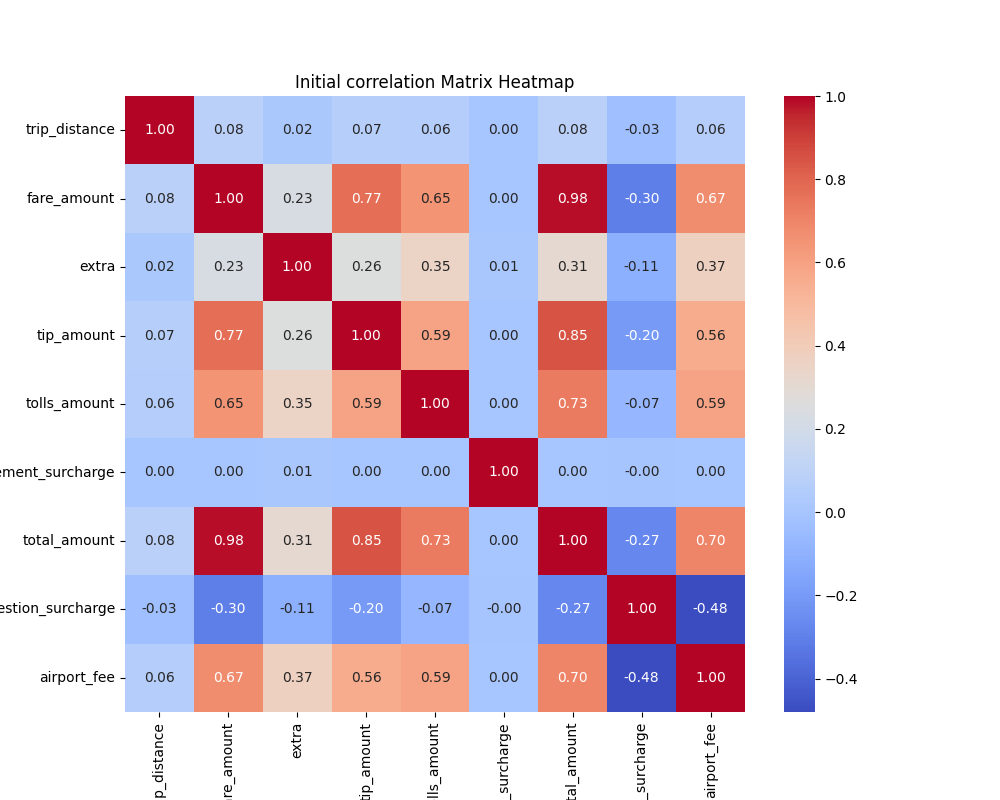 Initial correlation Matrix Heatmap
trip_distance 1.00 0.08 0.02 0.07 0.06 0.00 0.08 -0.03 0.06
fare_amount 0.08 1.00 0.23 0.77 0.65 0.00 0.98 -0.30 0.67
extra 0.02 0.23 1.00 0.26 0.35 0.01 0.31 -0.11 0.37
tip_amount 0.07 0.77 0.26 1.00 0.59 0.00 0.85 -0.20 0.56
tolls_amount 0.06 0.65 0.35 0.59 1.00 0.00 0.73 -0.07 0.59
ement_surcharge 0.00 0.00 0.01 0.00 0.00 1.00 0.00 -0.00 0.00
total_amount 0.08 0.98 0.31 0.85 0.73 0.00 1.00 -0.27 0.70
estion_surcharge -0.03 -0.30 -0.11 -0.20 -0.07 -0.00 -0.27 1.00 -0.48
airport_fee 0.06 0.67 0.37 0.56 0.59 0.00 0.70 -0.48 1.00
p_distance
re_amount
extra
tip_amount
lls_amount
_surcharge
tal_amount
_surcharge
airport_fee
1.0
0.8
0.6
0.4
0.2
0.0
−0.2
−0.4